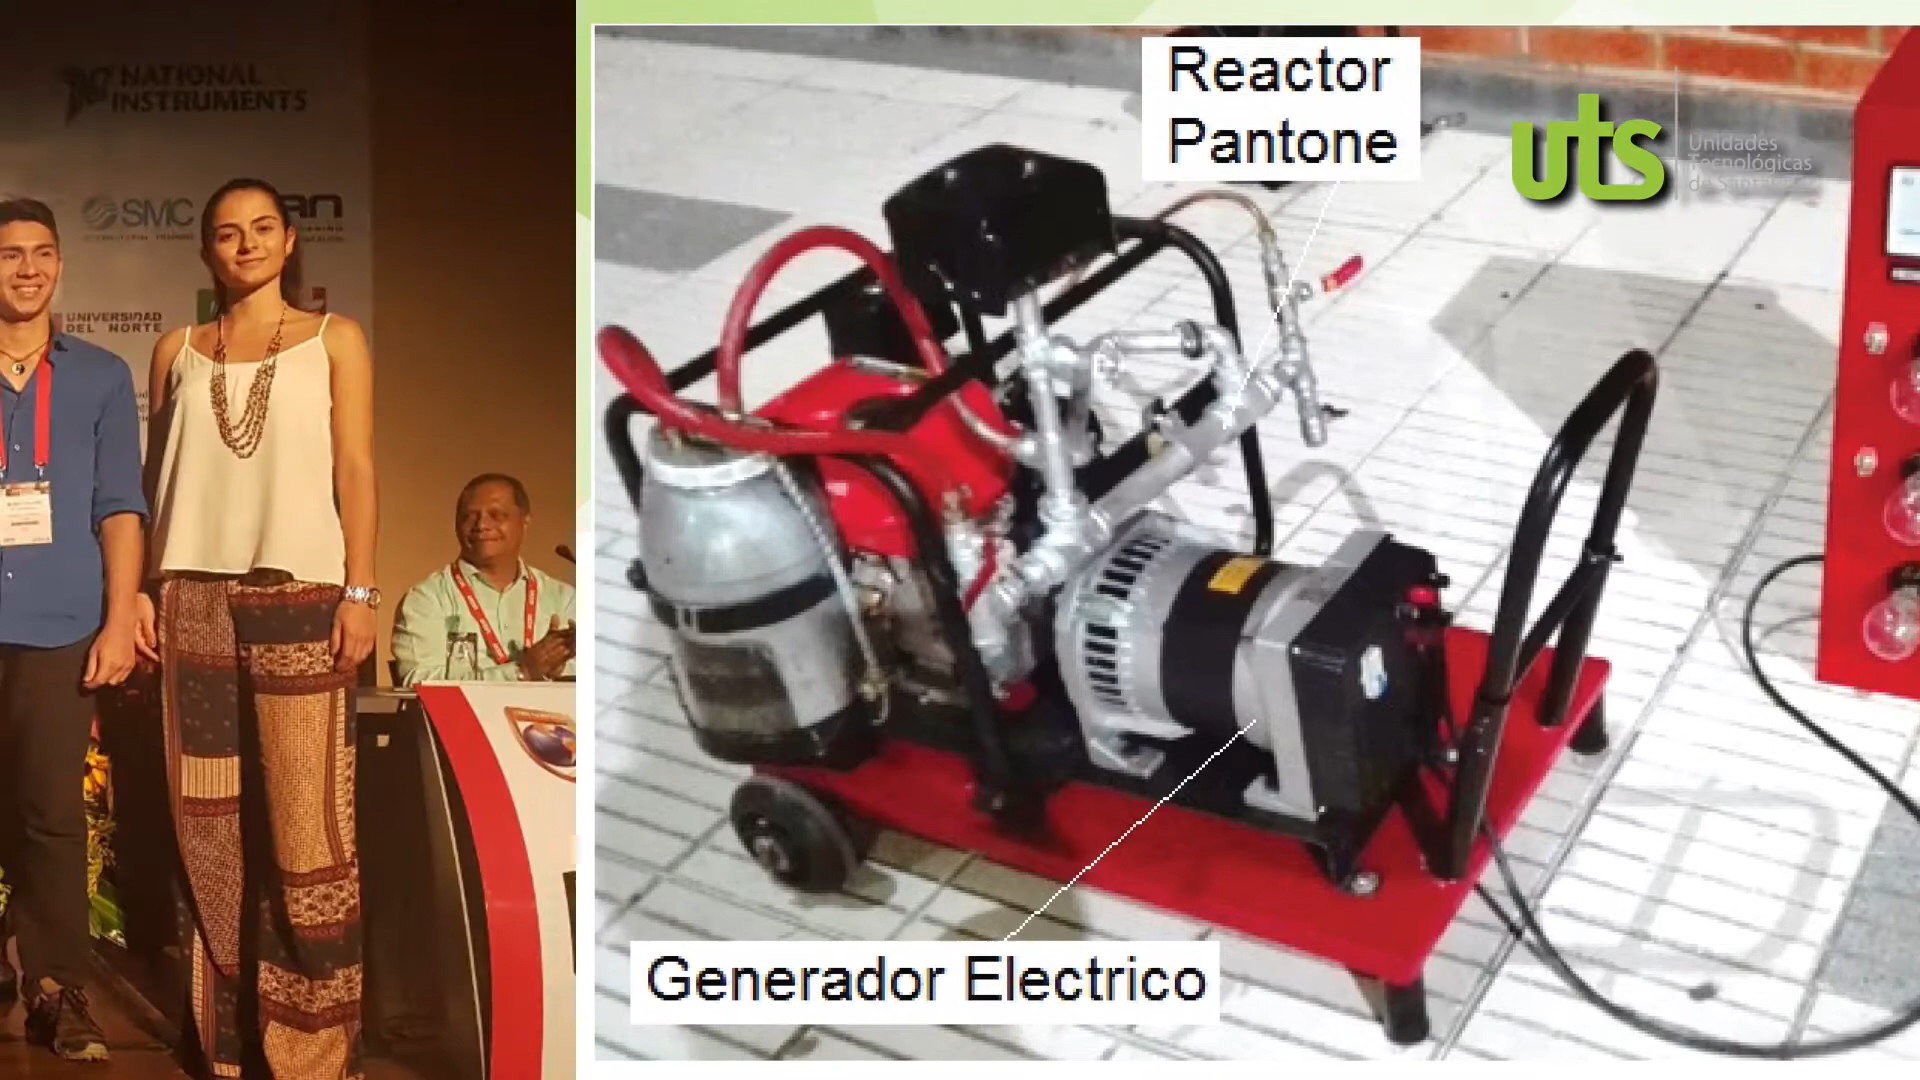 NATIONAL
INSTRUMENTS
SMC
UNIVERSIDAD
DEL NORTE
Reactor
Pantone
uts
Unidades
Tecnológicas
Generador Electrico